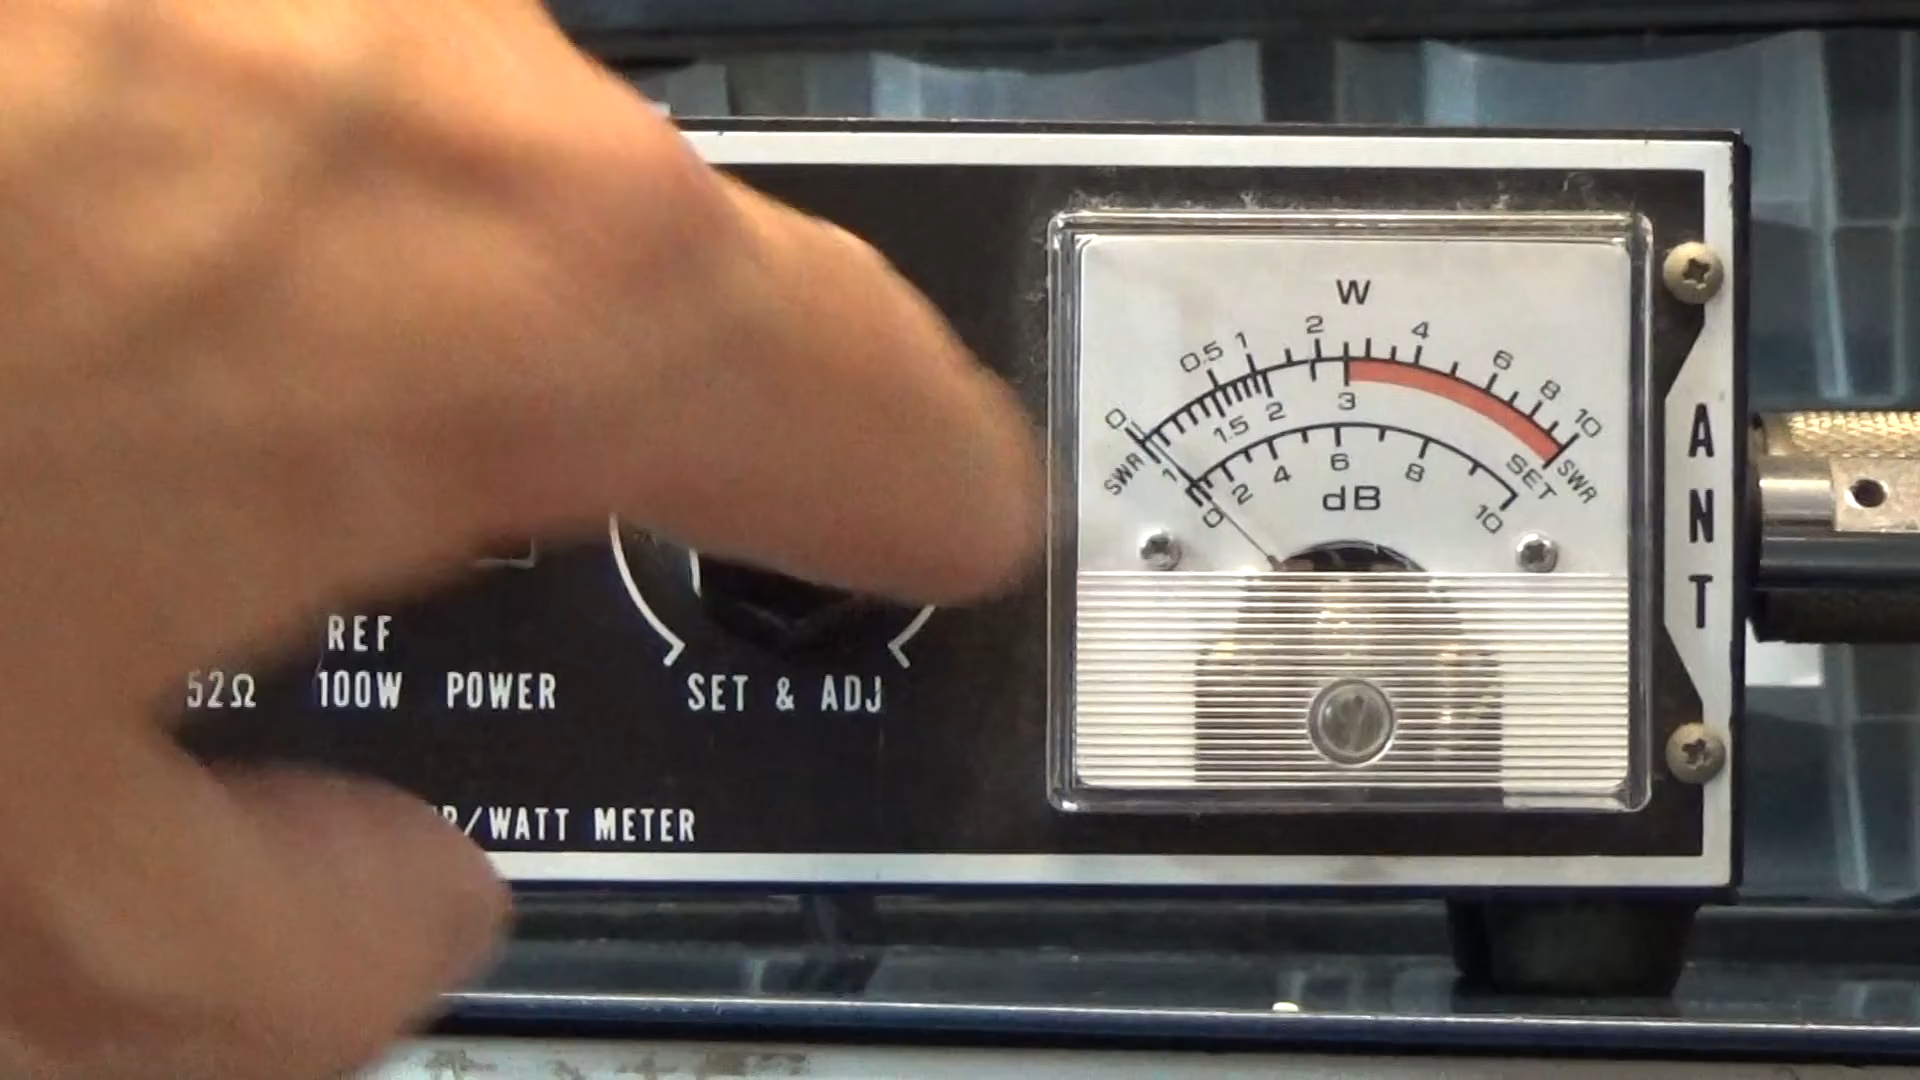 W
0 0.5 1 2 4 6 8 10
SWR 1 1.5 2 3 SET SWR
0 2 4 6 8 10
dB
ANT
REF
52Ω 100W POWER SET & ADJ
/WATT METER